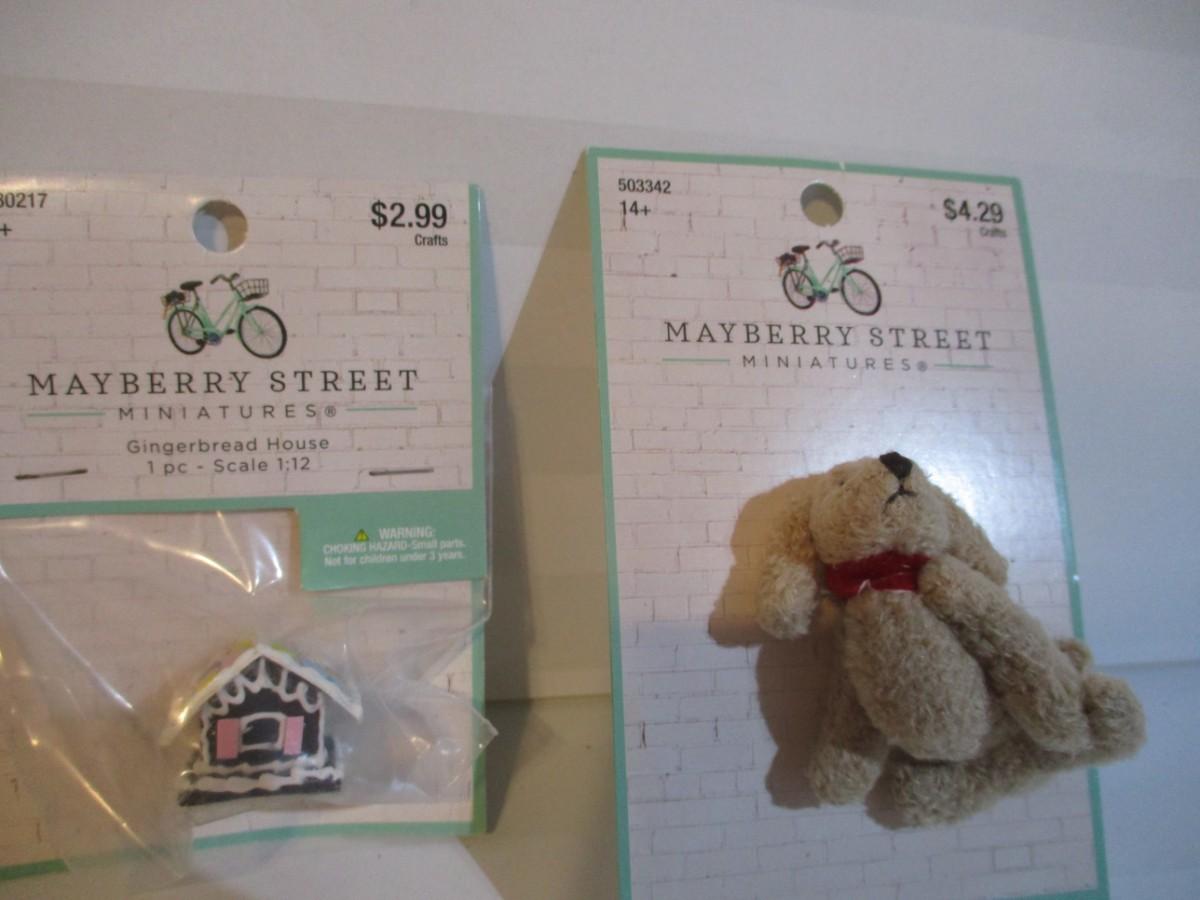 80217
+
$2.99
Crafts
MAYBERRY STREET
MINIATURES®
Gingerbread House
1 pc - Scale 1:12
WARNING:
CHOKING HAZARD-Small parts.
Not for children under 3 years.
503342
14+
$4.29
Crafts
MAYBERRY STREET
MINIATURES®